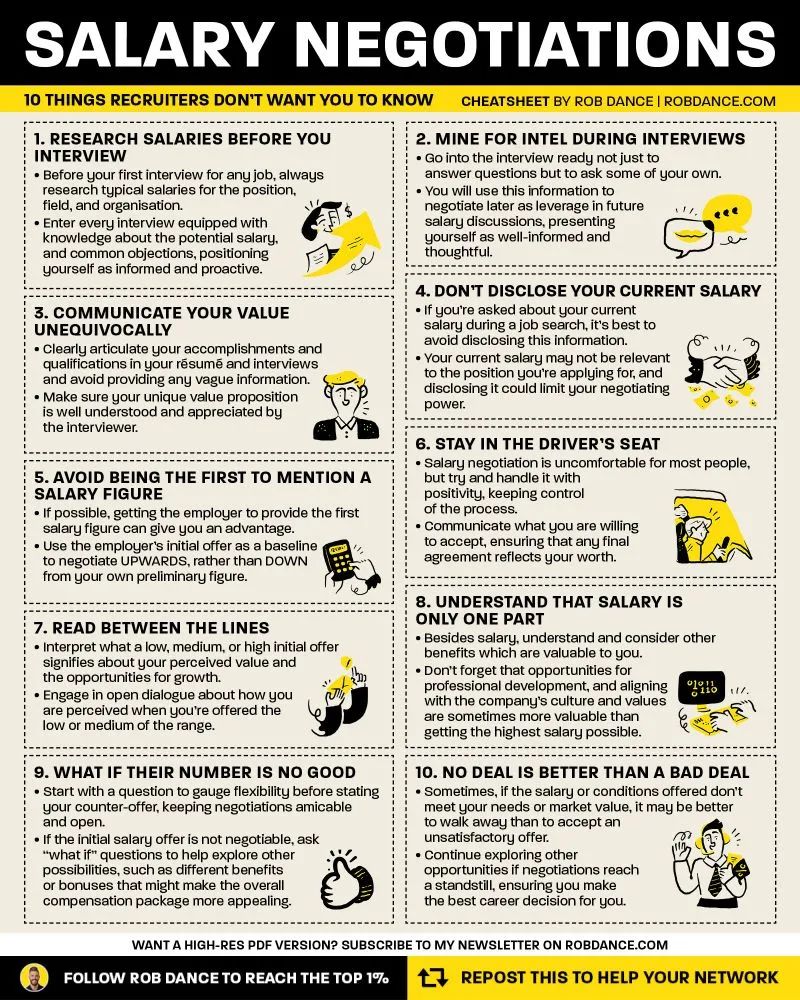 SALARY NEGOTIATIONS
10 THINGS RECRUITERS DON'T WANT YOU TO KNOW
CHEATSHEET BY ROB DANCE | ROBDANCE.COM
1. RESEARCH SALARIES BEFORE YOU
INTERVIEW
• Before your first interview for any job, always
research typical salaries for the position,
field, and organisation.
• Enter every interview equipped with
knowledge about the potential salary,
and common objections, positioning
yourself as informed and proactive.
2. MINE FOR INTEL DURING INTERVIEWS
• Go into the interview ready not just to
answer questions but to ask some of your own.
• You will use this information to
negotiate later as leverage in future
salary discussions, presenting
yourself as well-informed and
thoughtful.
3. COMMUNICATE YOUR VALUE
UNEQUIVOCALLY
• Clearly articulate your accomplishments and
qualifications in your résumé and interviews
and avoid providing any vague information.
• Make sure your unique value proposition
is well understood and appreciated by
the interviewer.
4. DON'T DISCLOSE YOUR CURRENT SALARY
• If you're asked about your current
salary during a job search, it's best to
avoid disclosing this information.
• Your current salary may not be relevant
to the position you're applying for, and
disclosing it could limit your negotiating
power.
5. AVOID BEING THE FIRST TO MENTION A
SALARY FIGURE
• If possible, getting the employer to provide the first
salary figure can give you an advantage.
• Use the employer's initial offer as a baseline
to negotiate UPWARDS, rather than DOWN
from your own preliminary figure.
6. STAY IN THE DRIVER'S SEAT
• Salary negotiation is uncomfortable for most people,
but try and handle it with
positivity, keeping control
of the process.
• Communicate what you are willing
to accept, ensuring that any final
agreement reflects your worth.
7. READ BETWEEN THE LINES
• Interpret what a low, medium, or high initial offer
signifies about your perceived value and
the opportunities for growth.
• Engage in open dialogue about how you
are perceived when you're offered the
low or medium of the range.
8. UNDERSTAND THAT SALARY IS
ONLY ONE PART
• Besides salary, understand and consider other
benefits which are valuable to you.
• Don't forget that opportunities for
professional development, and aligning
with the company's culture and values
are sometimes more valuable than
getting the highest salary possible.
01011
0 110
9. WHAT IF THEIR NUMBER IS NO GOOD
• Start with a question to gauge flexibility before stating
your counter-offer, keeping negotiations amicable
and open.
• If the initial salary offer is not negotiable, ask
"what if" questions to help explore other
possibilities, such as different benefits
or bonuses that might make the overall
compensation package more appealing.
10. NO DEAL IS BETTER THAN A BAD DEAL
• Sometimes, if the salary or conditions offered don't
meet your needs or market value, it may be better
to walk away than to accept an
unsatisfactory offer.
• Continue exploring other
opportunities if negotiations reach
a standstill, ensuring you make
the best career decision for you.
WANT A HIGH-RES PDF VERSION? SUBSCRIBE TO MY NEWSLETTER ON ROBDANCE.COM
FOLLOW ROB DANCE TO REACH THE TOP 1%
REPOST THIS TO HELP YOUR NETWORK